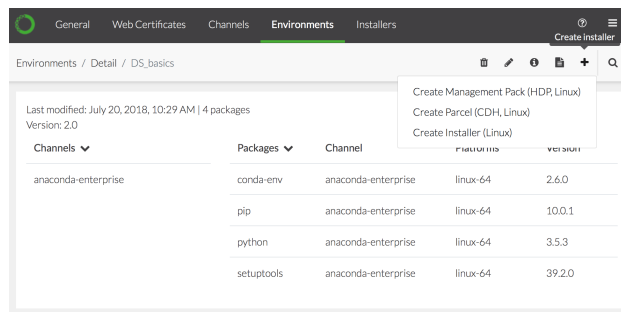 General Web Certificates Channels Environments Installers
Create installer
Environments / Detail / DS_basics
Create Management Pack (HDP, Linux)
Create Parcel (CDH, Linux)
Create Installer (Linux)
Last modified: July 20, 2018, 10:29 AM | 4 packages
Version: 2.0
Channels Packages Channel Platforms Version
anaconda-enterprise conda-env anaconda-enterprise linux-64 2.6.0
pip anaconda-enterprise linux-64 10.0.1
python anaconda-enterprise linux-64 3.5.3
setuptools anaconda-enterprise linux-64 39.2.0